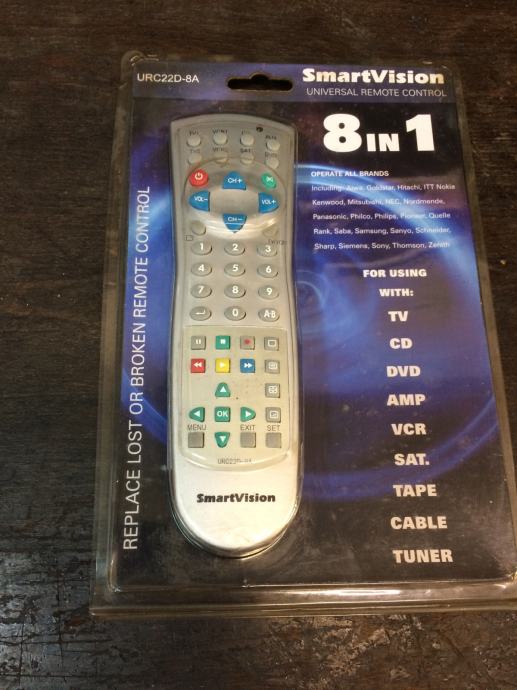 URC22D-8A
SmartVision
UNIVERSAL REMOTE CONTROL
8 IN 1
OPERATE ALL BRANDS
Including: Aiwa, Goldstar, Hitachi, ITT Nokia
Kenwood, Mitsubishi, NEC, Nordmende,
Panasonic, Philco, Philips, Pioneer, Quelle
Rank, Saba, Samsung, Sanyo, Schneider,
Sharp, Siemens, Sony, Thomson, Zenith
FOR USING
WITH:
TV
CD
DVD
AMP
VCR
SAT.
TAPE
CABLE
TUNER
REPLACE LOST OR BROKEN REMOTE CONTROL
SAT
CH+
VOL-
VOL+
CH-
1 2 3
4 5 6
7 8 9
0 A-B
OK
MENU EXIT SET
SmartVision